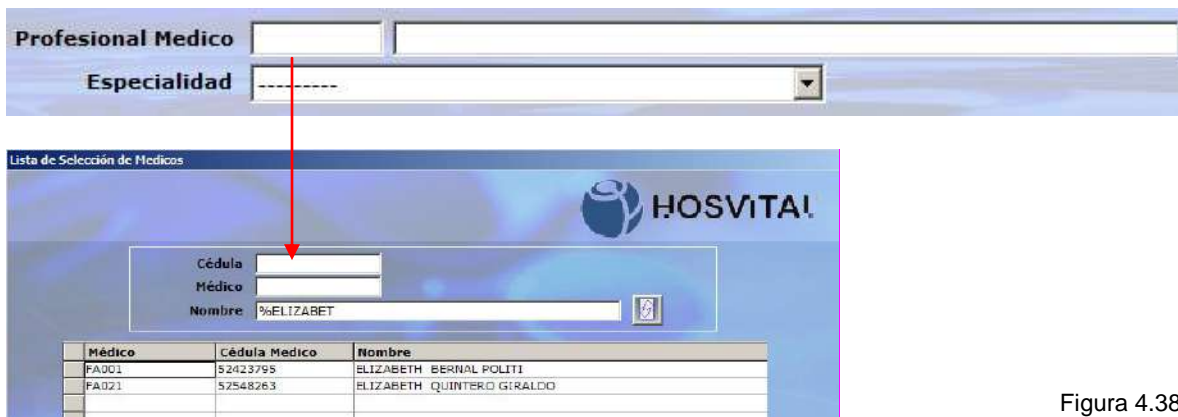 Profesional Medico
Especialidad ---------
Lista de Selección de Medicos
HOSVITAL
Cédula
Médico
Nombre %ELIZABET
Médico Cédula Medico Nombre
FA001 52423795 ELIZABETH BERNAL POLITI
FA021 52548263 ELIZABETH QUINTERO GIRALDO
Figura 4.38